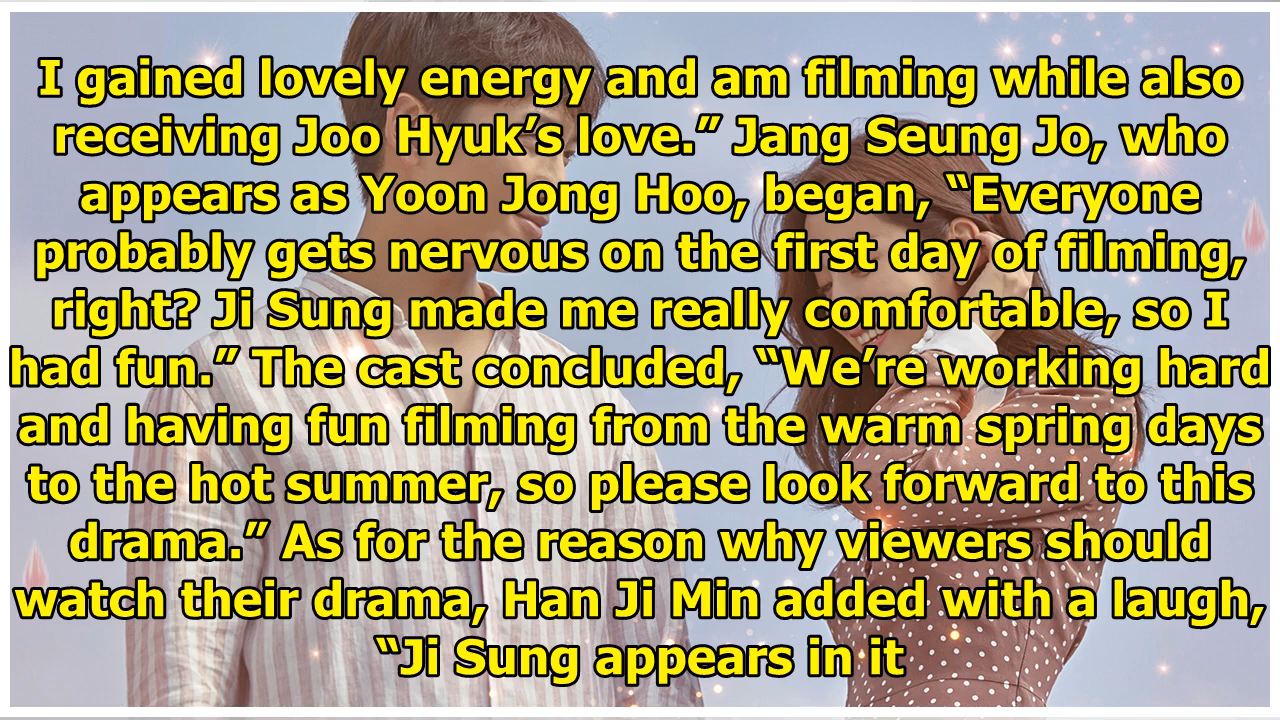 I gained lovely energy and am filming while also
receiving Joo Hyuk’s love.” Jang Seung Jo, who
appears as Yoon Jong Hoo, began, “Everyone
probably gets nervous on the first day of filming,
right? Ji Sung made me really comfortable, so I
had fun.” The cast concluded, “We’re working hard
and having fun filming from the warm spring days
to the hot summer, so please look forward to this
drama.” As for the reason why viewers should
watch their drama, Han Ji Min added with a laugh,
“Ji Sung appears in it